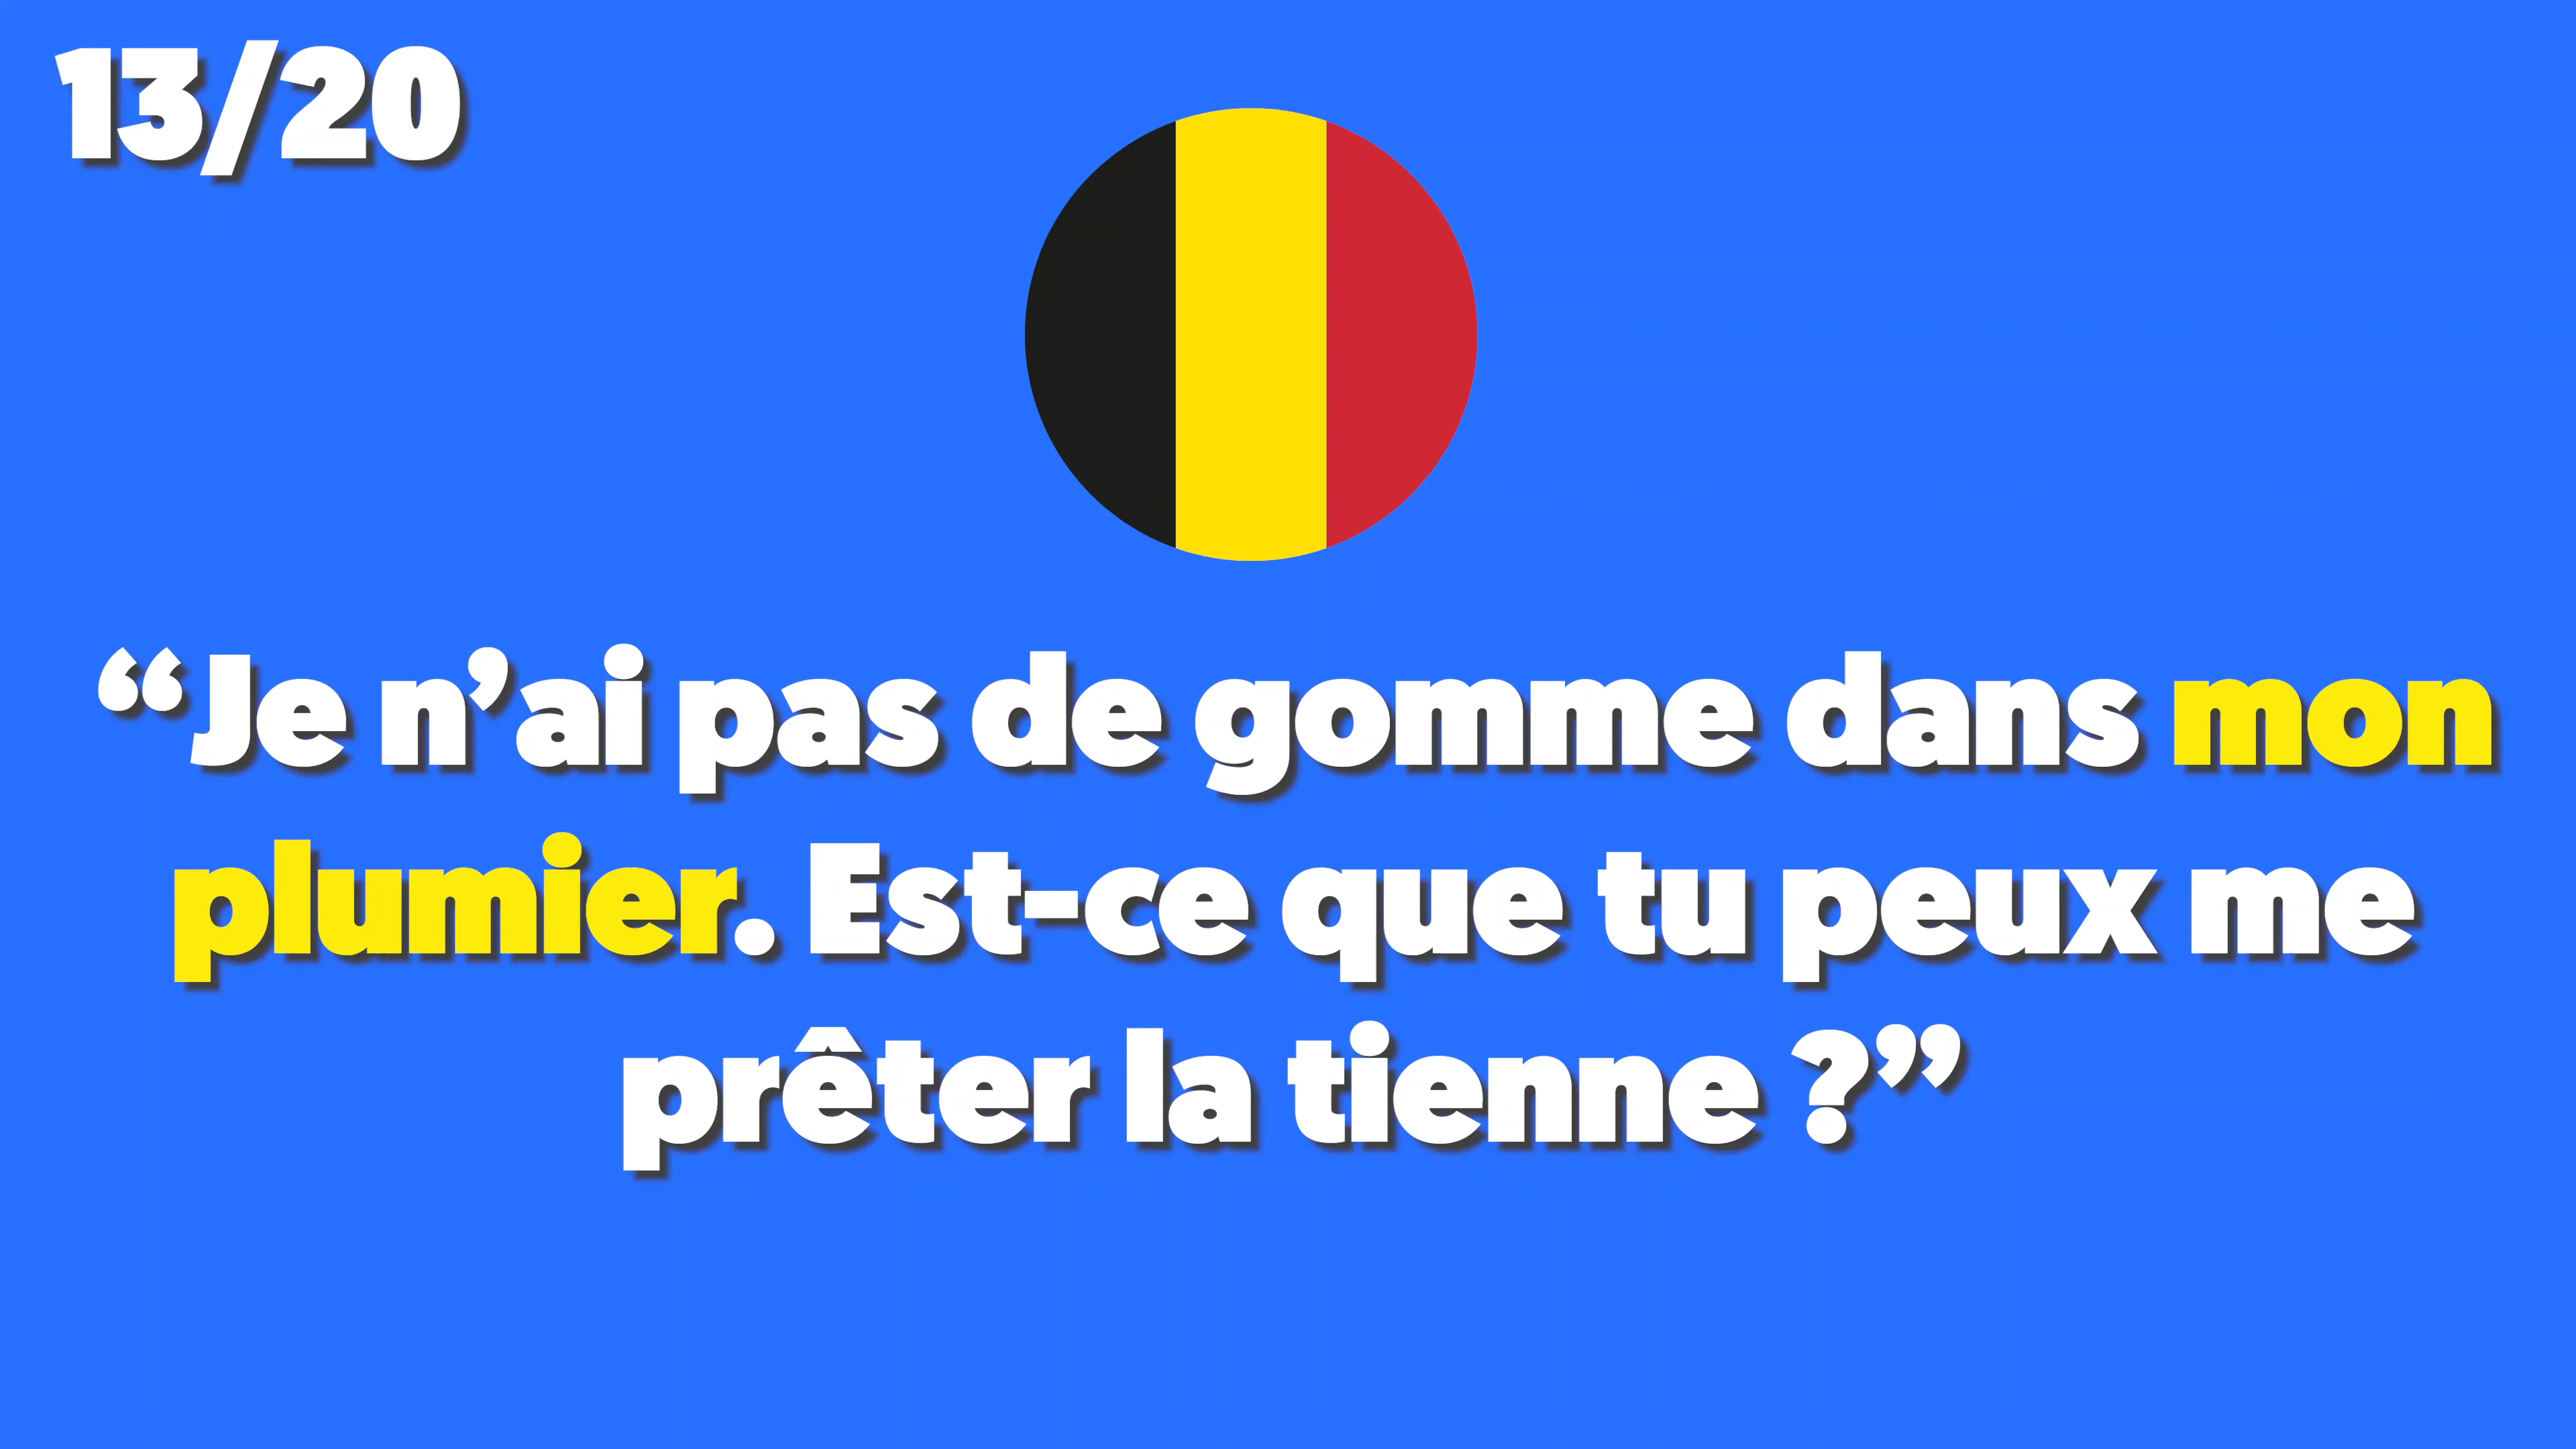 13/20
“Je n’ai pas de gomme dans mon
plumier. Est-ce que tu peux me
prêter la tienne ?”